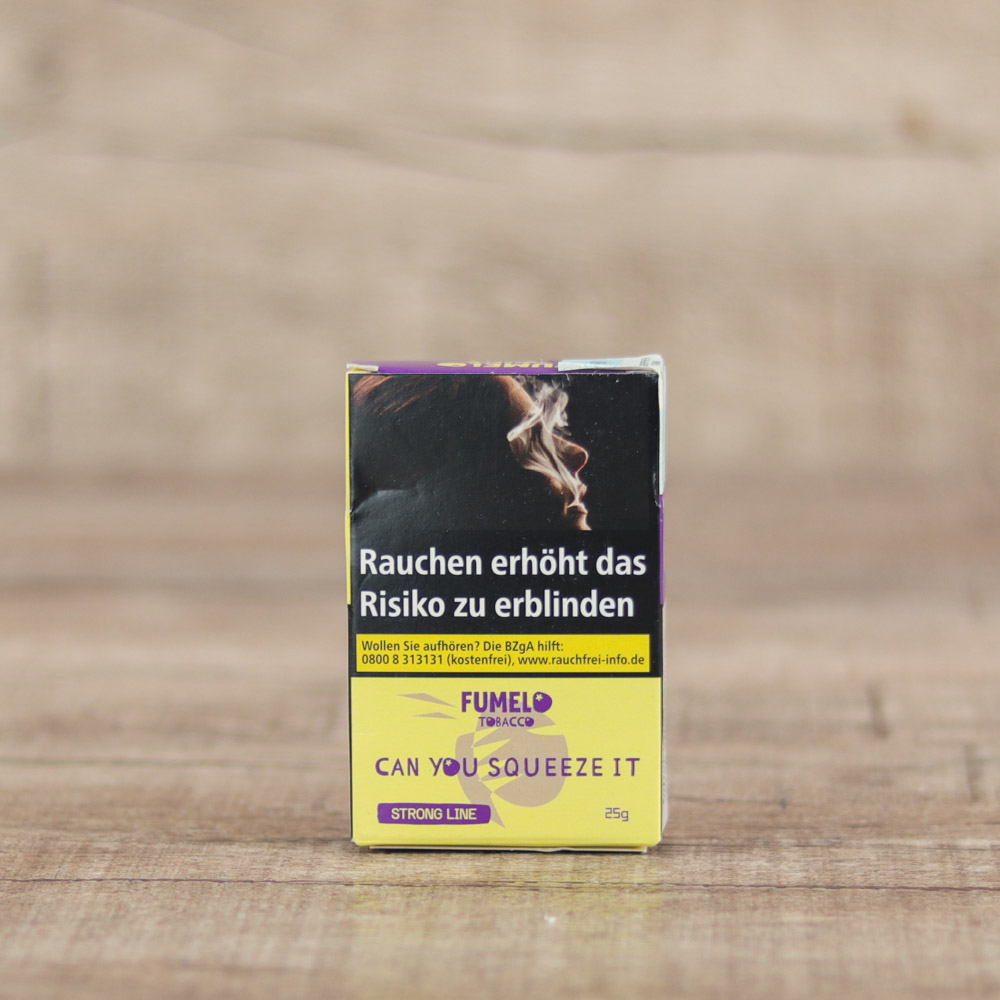 FUMELO
Rauchen erhöht das
Risiko zu erblinden
Wollen Sie aufhören? Die BZgA hilft:
0800 8 313131 (kostenfrei), www.rauchfrei-info.de
FUMELO
TOBACCO
CAN YOU SQUEEZE IT
STRONG LINE
25g